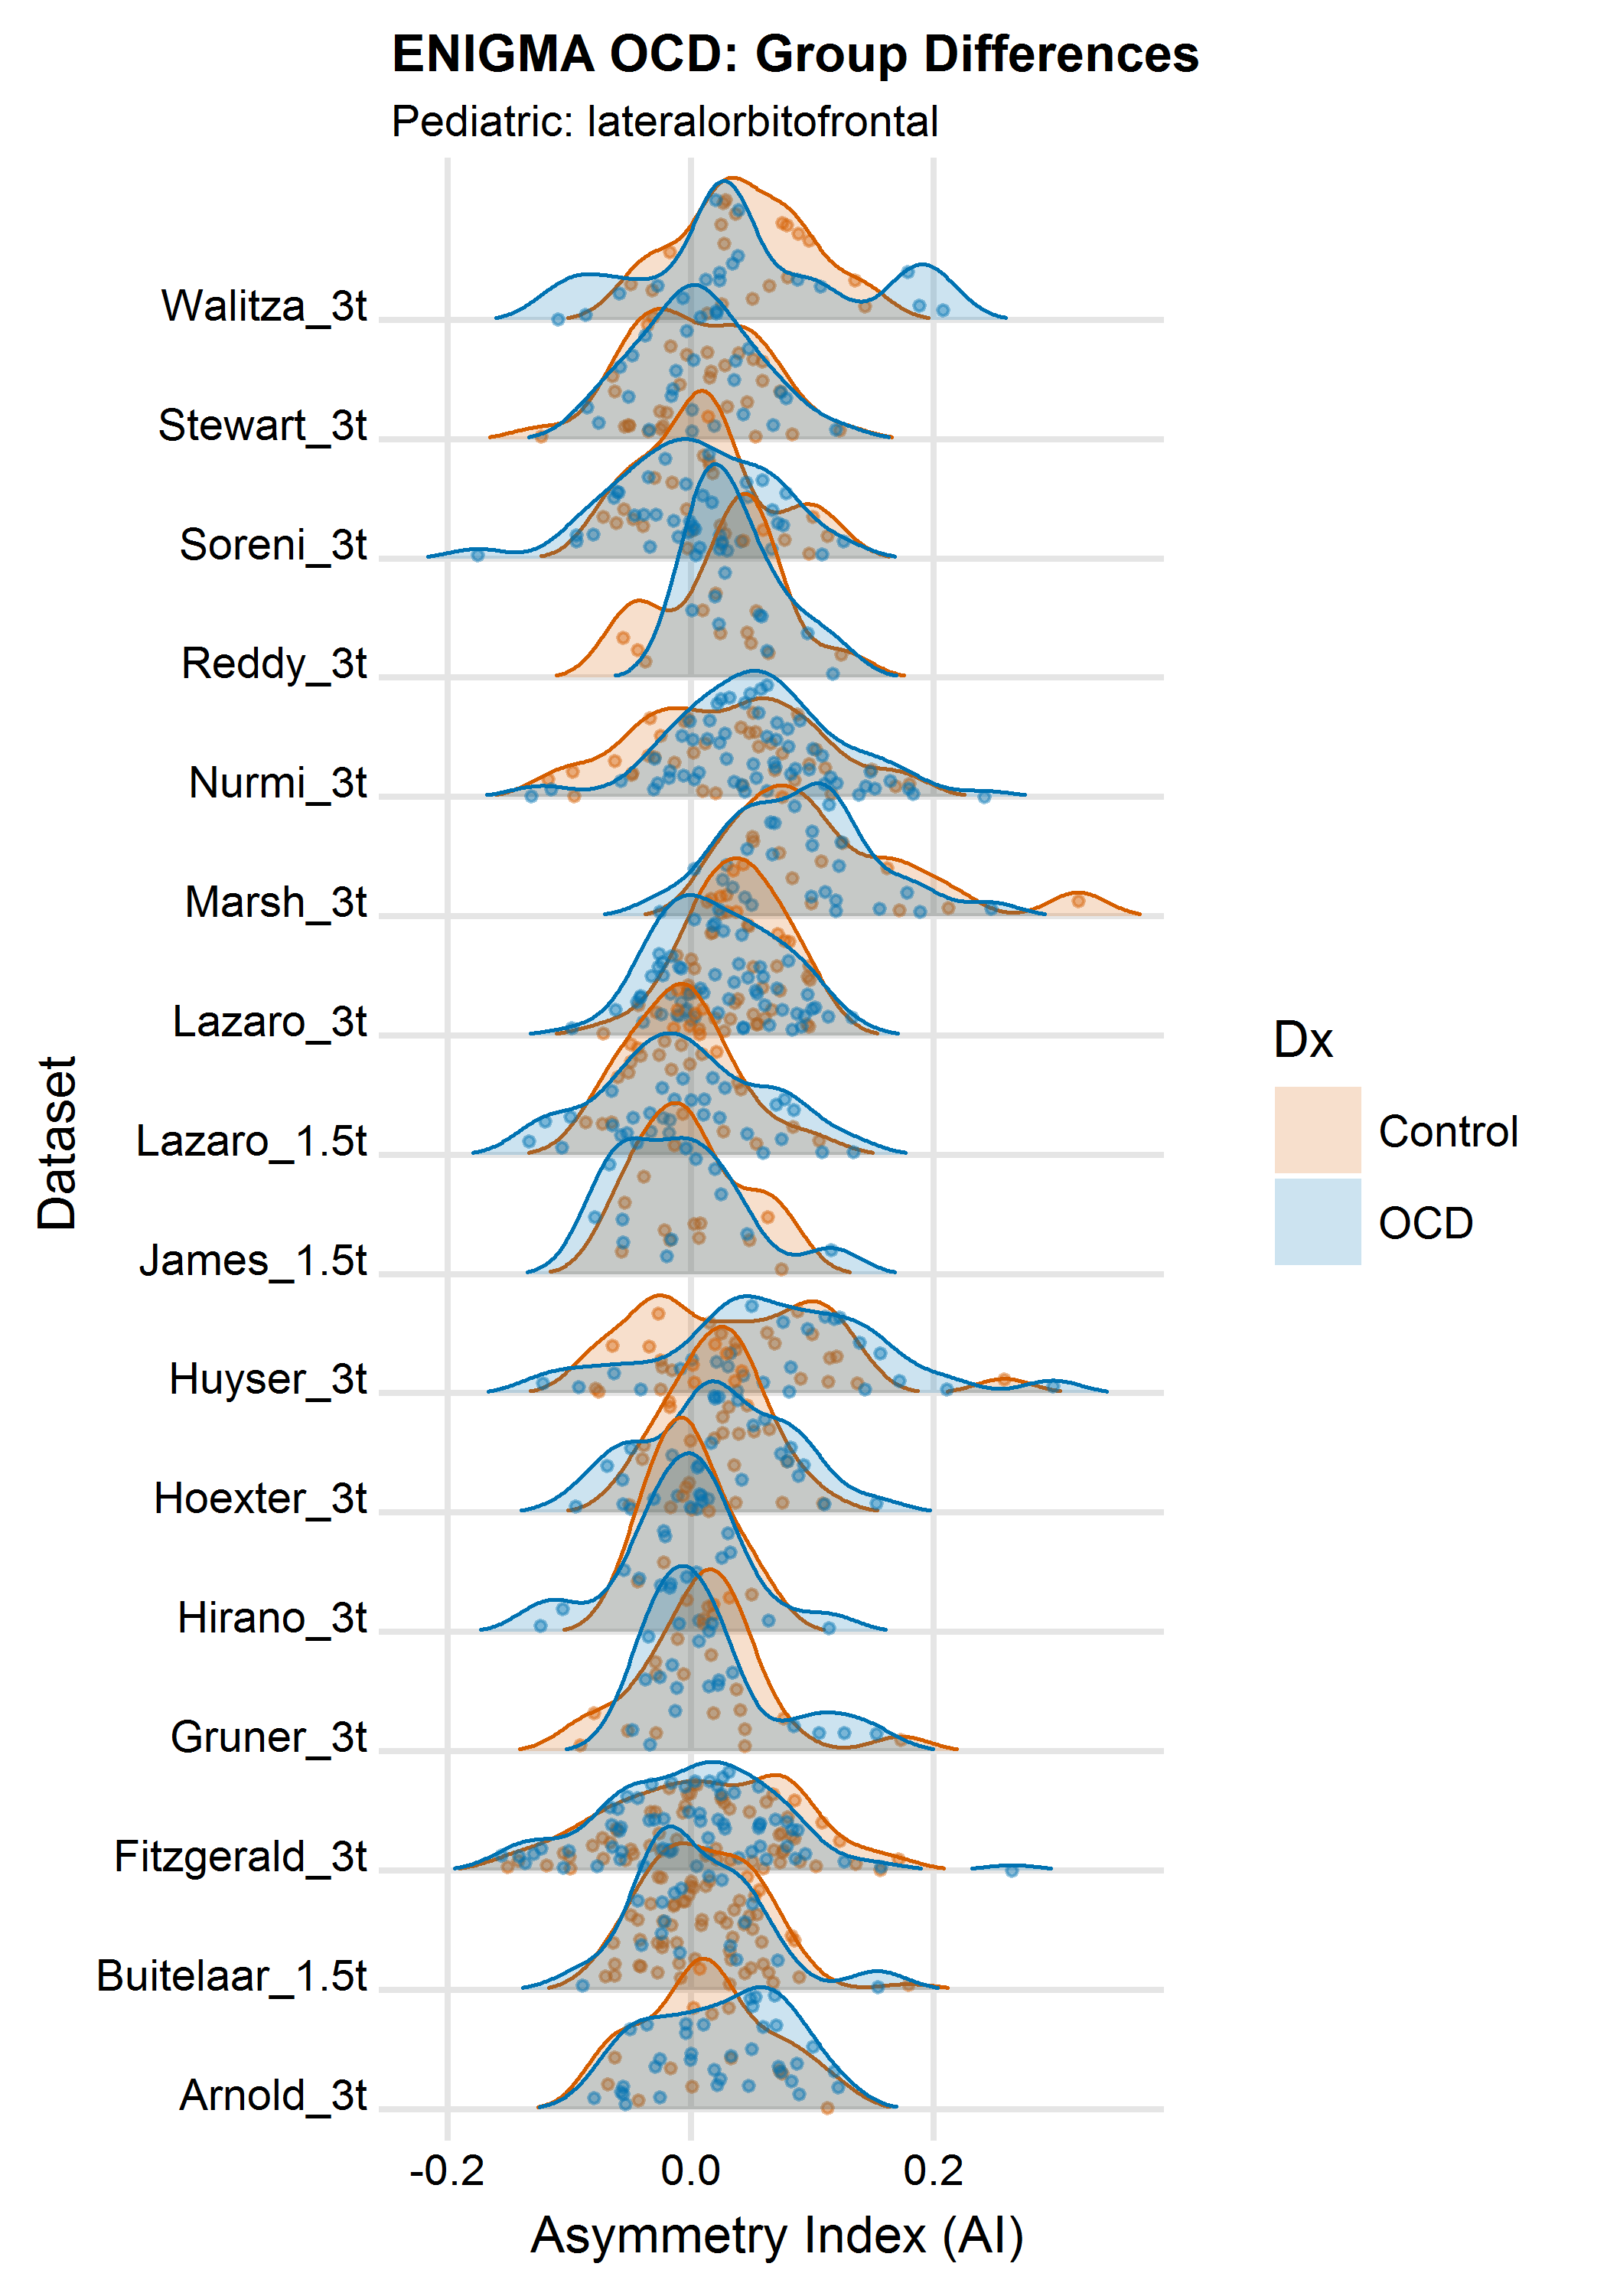 ENIGMA OCD: Group Differences
Pediatric: lateralorbitofrontal
Walitza_3t
Stewart_3t
Soreni_3t
Reddy_3t
Nurmi_3t
Marsh_3t
Lazaro_3t
Lazaro_1.5t
James_1.5t
Huyser_3t
Hoexter_3t
Hirano_3t
Gruner_3t
Fitzgerald_3t
Buitelaar_1.5t
Arnold_3t
Dataset
-0.2 0.0 0.2
Asymmetry Index (AI)
Dx
Control
OCD